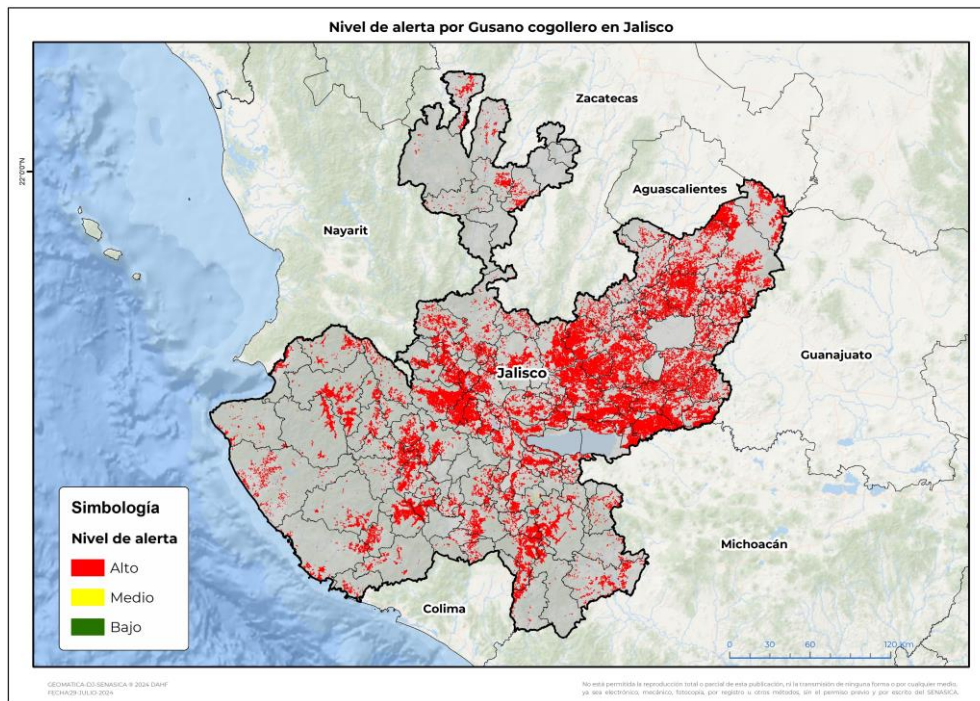 Nivel de alerta por Gusano cogollero en Jalisco
Zacatecas
22°0'0"N
Aguascalientes
Nayarit
Guanajuato
Jalisco
Simbología
Nivel de alerta
Alto
Medio
Bajo
Michoacán
Colima
0 30 60 120 Km
GEOMATICA-CG-SENASICA ® 2024 DAHF
FECHA:29-JULIO-2024
No está permitida la reproducción total o parcial de esta publicación, ni la transmisión de ninguna forma o por cualquier medio,
ya sea electrónico, mecánico, fotocopia, por registro u otros métodos, sin el permiso previo y por escrito del SENASICA.